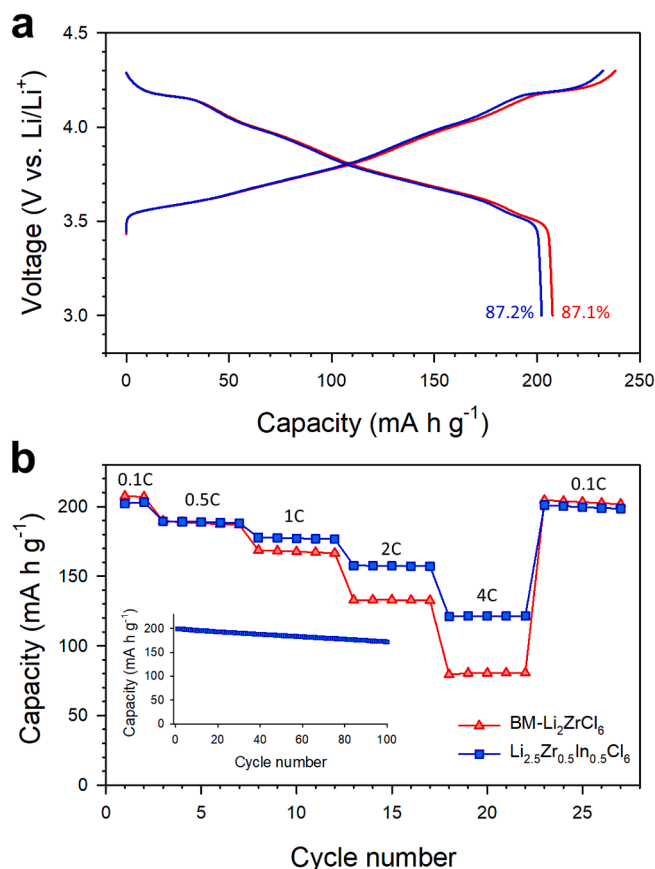 a
4.5
4.0
3.5
3.0
Voltage (V vs. Li/Li⁺)
87.2% 87.1%
0 50 100 150 200 250
Capacity (mA h g⁻¹)
b
200
150
100
50
0
Capacity (mA h g⁻¹)
0.1C
0.5C
1C
2C
4C
0.1C
200
150
100
50
0
Capacity (mA h g⁻¹)
0 20 40 60 80 100
Cycle number
BM-Li₂ZrCl₆
Li₂.₅Zr₀.₅In₀.₅Cl₆
0 5 10 15 20 25
Cycle number